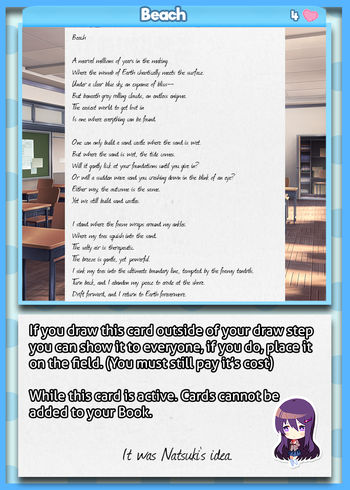 Beach
4
Beach
A marvel millions of years in the making.
Where the womb of Earth chaotically meets the surface.
Under a clear blue sky, an expanse of bliss--
But beneath gray rolling clouds, an endless enigma.
The easiest world to get lost in
Is one where everything can be found.
One can only build a sand castle where the sand is wet.
But where the sand is wet, the tide comes.
Will it gently lick at your foundations until you give in?
Or will a sudden wave send you crashing down in the blink of an eye?
Either way, the outcome is the same.
Yet we still build sand castles.
I stand where the foam wraps around my ankles.
Where my toes squish into the sand.
The salty air is therapeutic.
The breeze is gentle, yet powerful.
I sink my toes into the ultimate boundary line, tempted by the foamy tendrils.
Turn back, and I abandon my peace to erode at the shore.
Drift forward, and I return to Earth forevermore.
If you draw this card outside of your draw step
you can show it to everyone, if you do, place it
on the field. (You must still pay it's cost)
While this card is active. Cards cannot be
added to your Book.
It was Natsuki's idea.